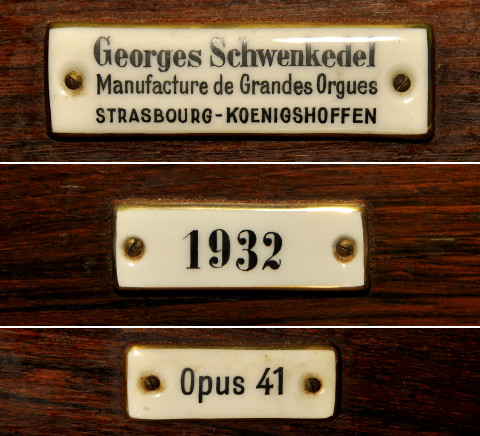 Georges Schwenkedel
Manufacture de Grandes Orgues
STRASBOURG-KOENIGSHOFFEN
1932
Opus 41